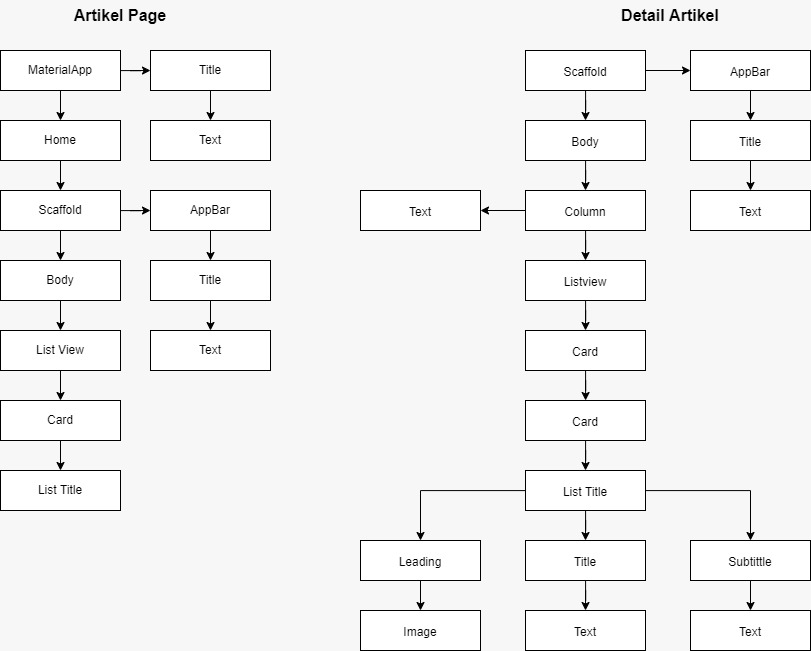 Artikel Page
MaterialApp
Title
Home
Text
Scaffold
AppBar
Body
Title
List View
Text
Card
List Title
Detail Artikel
Scaffold
AppBar
Body
Title
Text
Column
Text
Listview
Card
Card
List Title
Leading
Title
Subtittle
Image
Text
Text